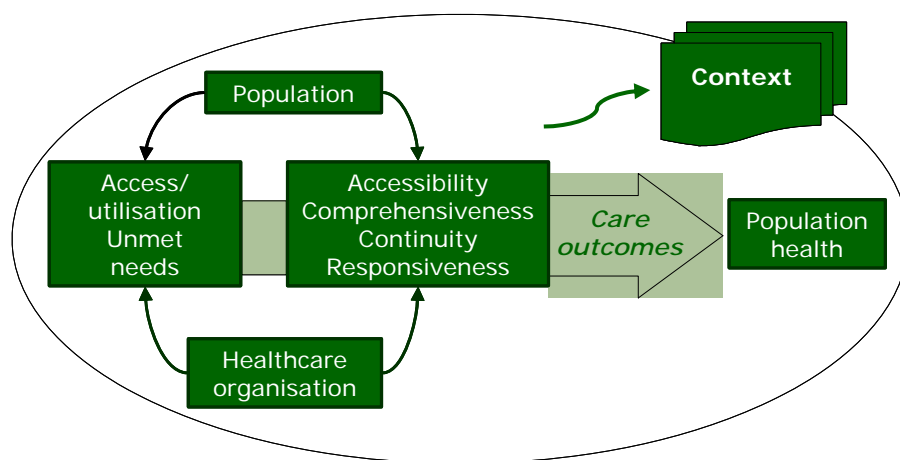 Context
Population
Access/
utilisation
Unmet
needs
Accessibility
Comprehensiveness
Continuity
Responsiveness
Care
outcomes
Population
health
Healthcare
organisation